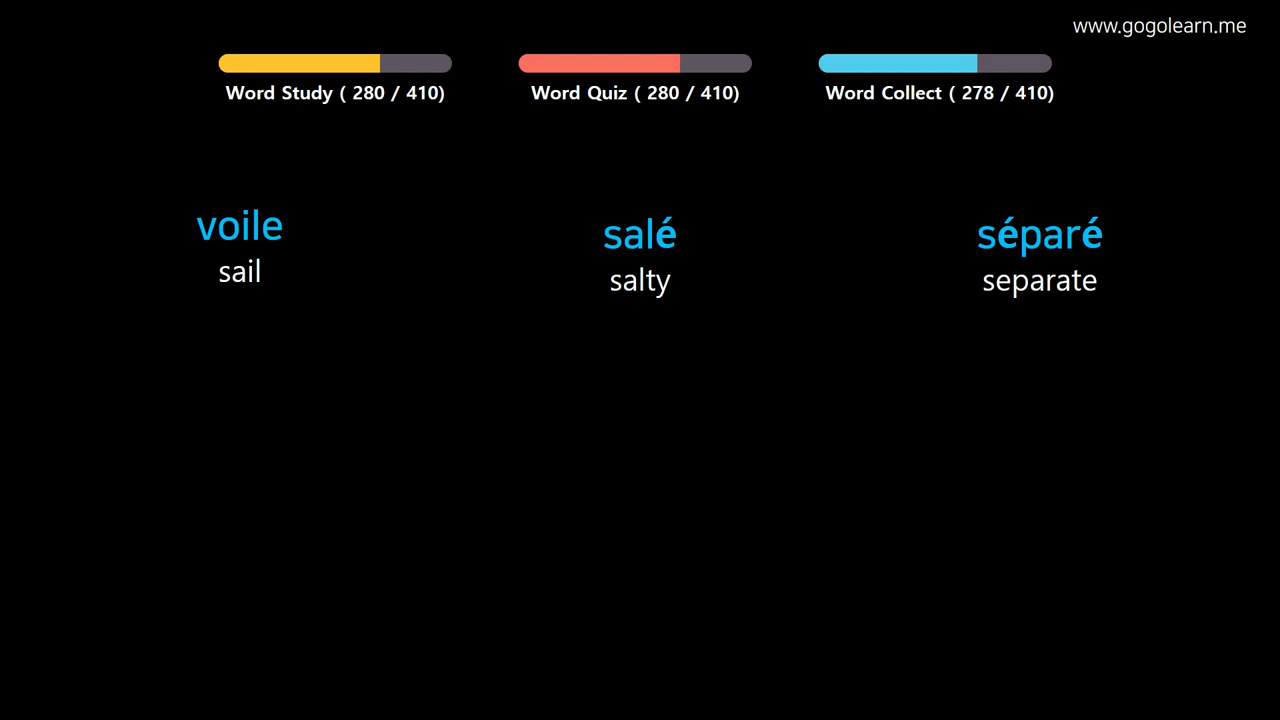 www.gogolearn.me
Word Study ( 280 / 410)
Word Quiz ( 280 / 410)
Word Collect ( 278 / 410)
voile
sail
salé
salty
séparé
separate